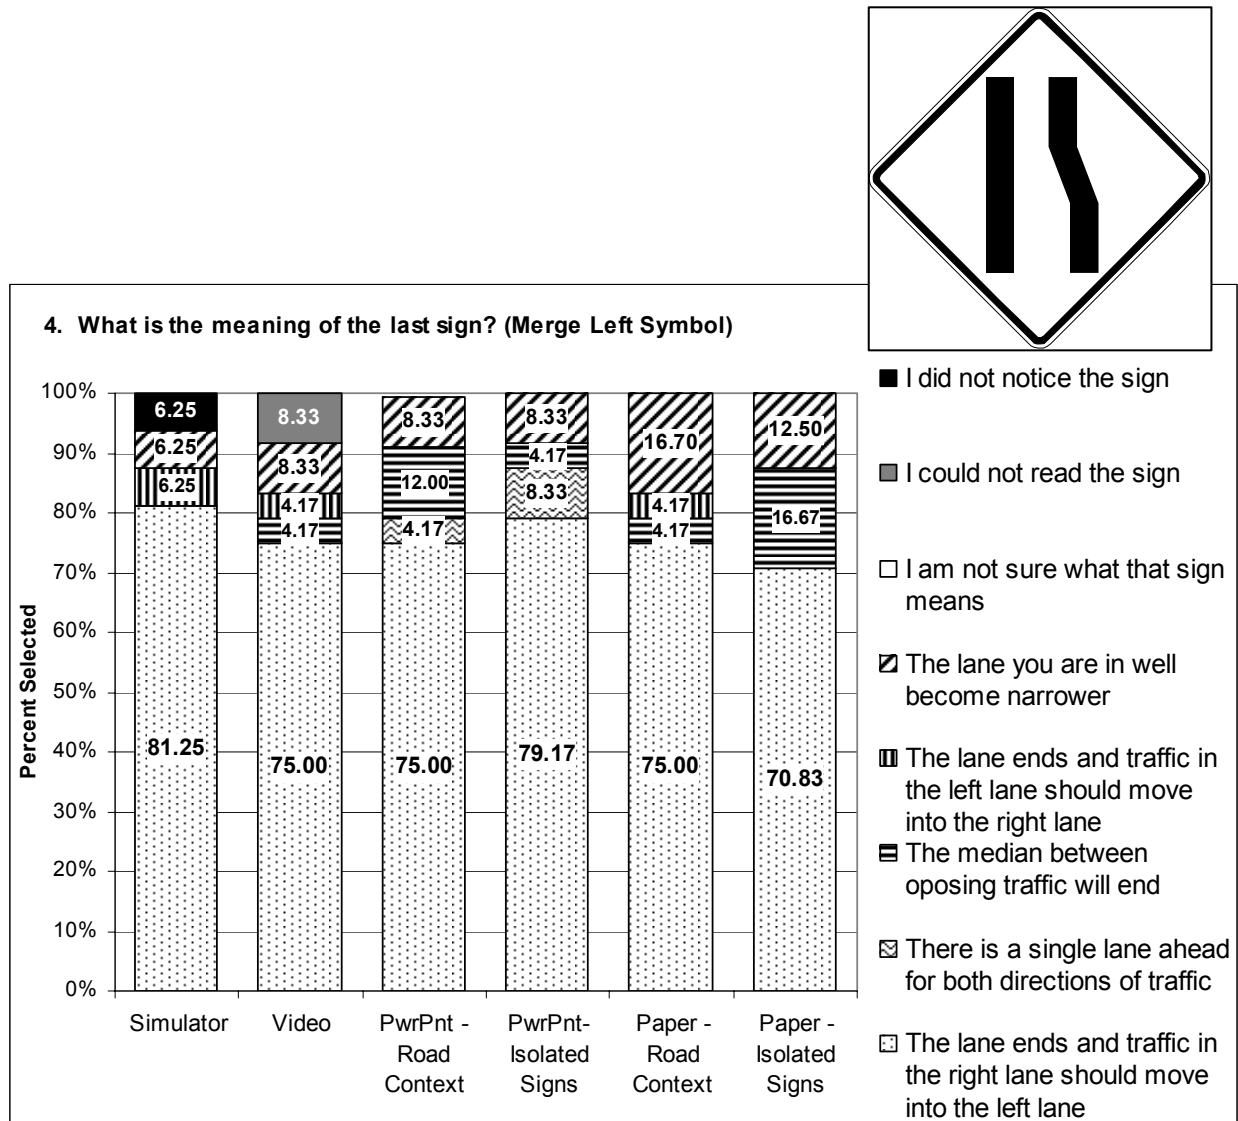 4. What is the meaning of the last sign? (Merge Left Symbol)
Percent Selected
100%
90%
80%
70%
60%
50%
40%
30%
20%
10%
0%
6.25
6.25
6.25
81.25
8.33
8.33
4.17
4.17
75.00
8.33
12.00
4.17
75.00
8.33
4.17
8.33
79.17
16.70
4.17
4.17
75.00
12.50
16.67
70.83
Simulator
Video
PwrPnt -
Road
Context
PwrPnt-
Isolated
Signs
Paper -
Road
Context
Paper -
Isolated
Signs
I did not notice the sign
I could not read the sign
I am not sure what that sign
means
The lane you are in well
become narrower
The lane ends and traffic in
the left lane should move
into the right lane
The median between
oposing traffic will end
There is a single lane ahead
for both directions of traffic
The lane ends and traffic in
the right lane should move
into the left lane